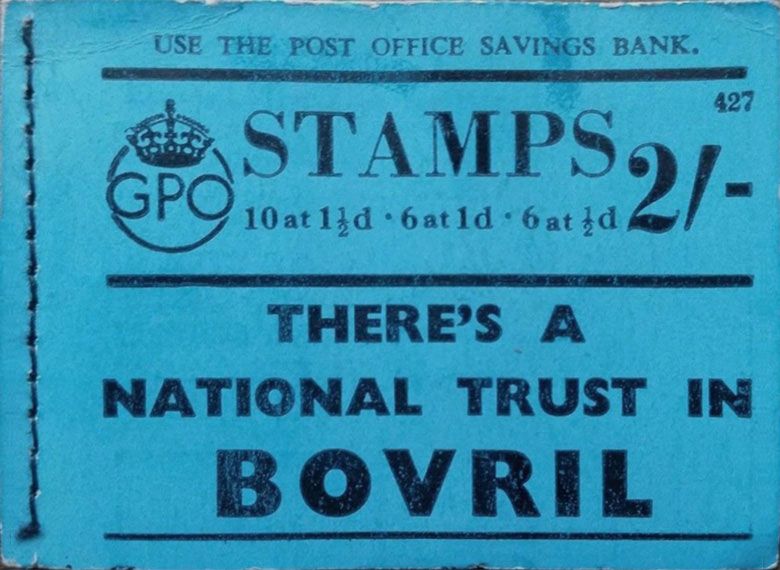 USE THE POST OFFICE SAVINGS BANK.
427
GPO
STAMPS
2/-
10 at 1½d · 6 at 1d · 6 at ½d
THERE'S A
NATIONAL TRUST IN
BOVRIL